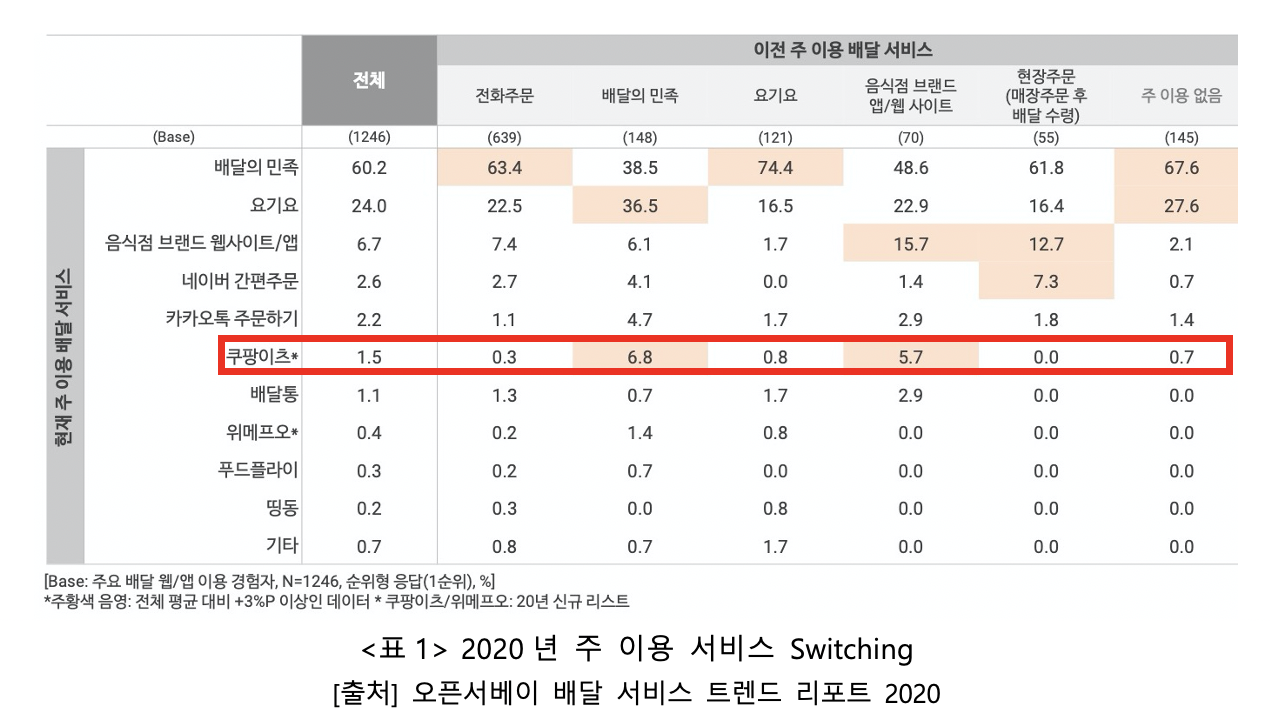 전체
이전 주 이용 배달 서비스
전화주문 배달의 민족 요기요 음식점 브랜드 앱/웹 사이트 현장주문 (매장주문 후 배달 수령) 주 이용 없음
(Base) (1246) (639) (148) (121) (70) (55) (145)
현재 주 이용 배달 서비스
배달의 민족 60.2 63.4 38.5 74.4 48.6 61.8 67.6
요기요 24.0 22.5 36.5 16.5 22.9 16.4 27.6
음식점 브랜드 웹사이트/앱 6.7 7.4 6.1 1.7 15.7 12.7 2.1
네이버 간편주문 2.6 2.7 4.1 0.0 1.4 7.3 0.7
카카오톡 주문하기 2.2 1.1 4.7 1.7 2.9 1.8 1.4
쿠팡이츠* 1.5 0.3 6.8 0.8 5.7 0.0 0.7
배달통 1.1 1.3 0.7 1.7 2.9 0.0 0.0
위메프오* 0.4 0.2 1.4 0.8 0.0 0.0 0.0
푸드플라이 0.3 0.2 0.7 0.0 0.0 0.0 0.0
띵동 0.2 0.3 0.0 0.8 0.0 0.0 0.0
기타 0.7 0.8 0.7 1.7 0.0 0.0 0.0
[Base: 주요 배달 웹/앱 이용 경험자, N=1246, 순위형 응답(1순위), %]
*주황색 음영: 전체 평균 대비 +3%P 이상인 데이터 * 쿠팡이츠/위메프오: 20년 신규 리스트
<표 1> 2020 년 주 이용 서비스 Switching
[출처] 오픈서베이 배달 서비스 트렌드 리포트 2020